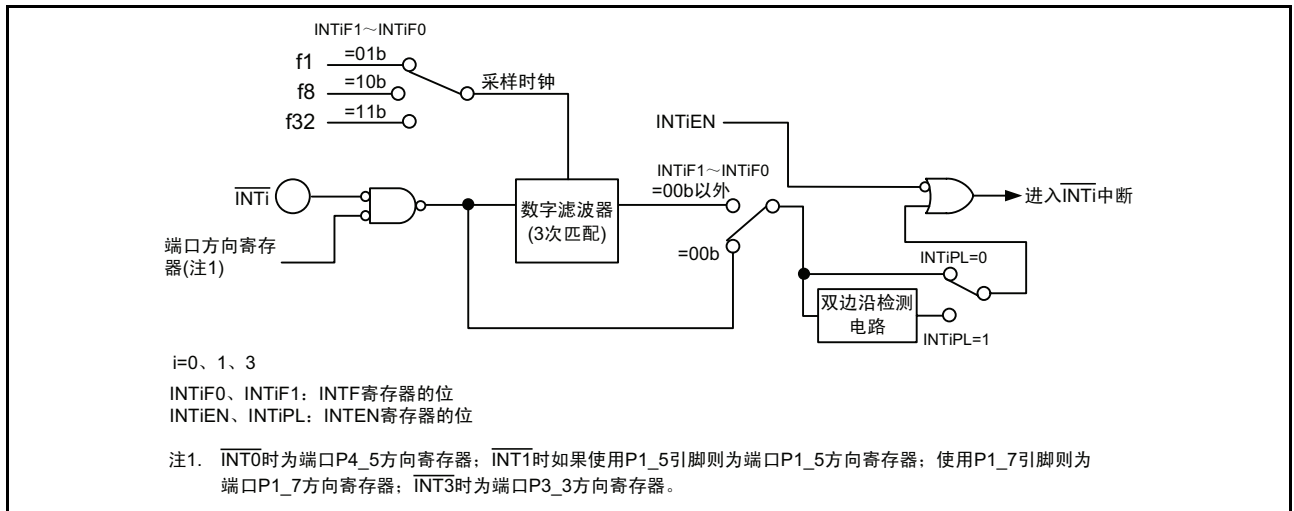 INTiF1～INTiF0
f1 =01b
f8 =10b
f32 =11b
采样时钟
INTiEN
INTi
端口方向寄存
器(注1)
数字滤波器
(3次匹配)
INTiF1～INTiF0
=00b以外
=00b
INTiPL=0
双边沿检测
电路
INTiPL=1
进入INTi中断
i=0、1、3
INTiF0、INTiF1：INTF寄存器的位
INTiEN、INTiPL：INTEN寄存器的位
注1. INT0时为端口P4_5方向寄存器；INT1时如果使用P1_5引脚则为端口P1_5方向寄存器；使用P1_7引脚则为
端口P1_7方向寄存器；INT3时为端口P3_3方向寄存器。